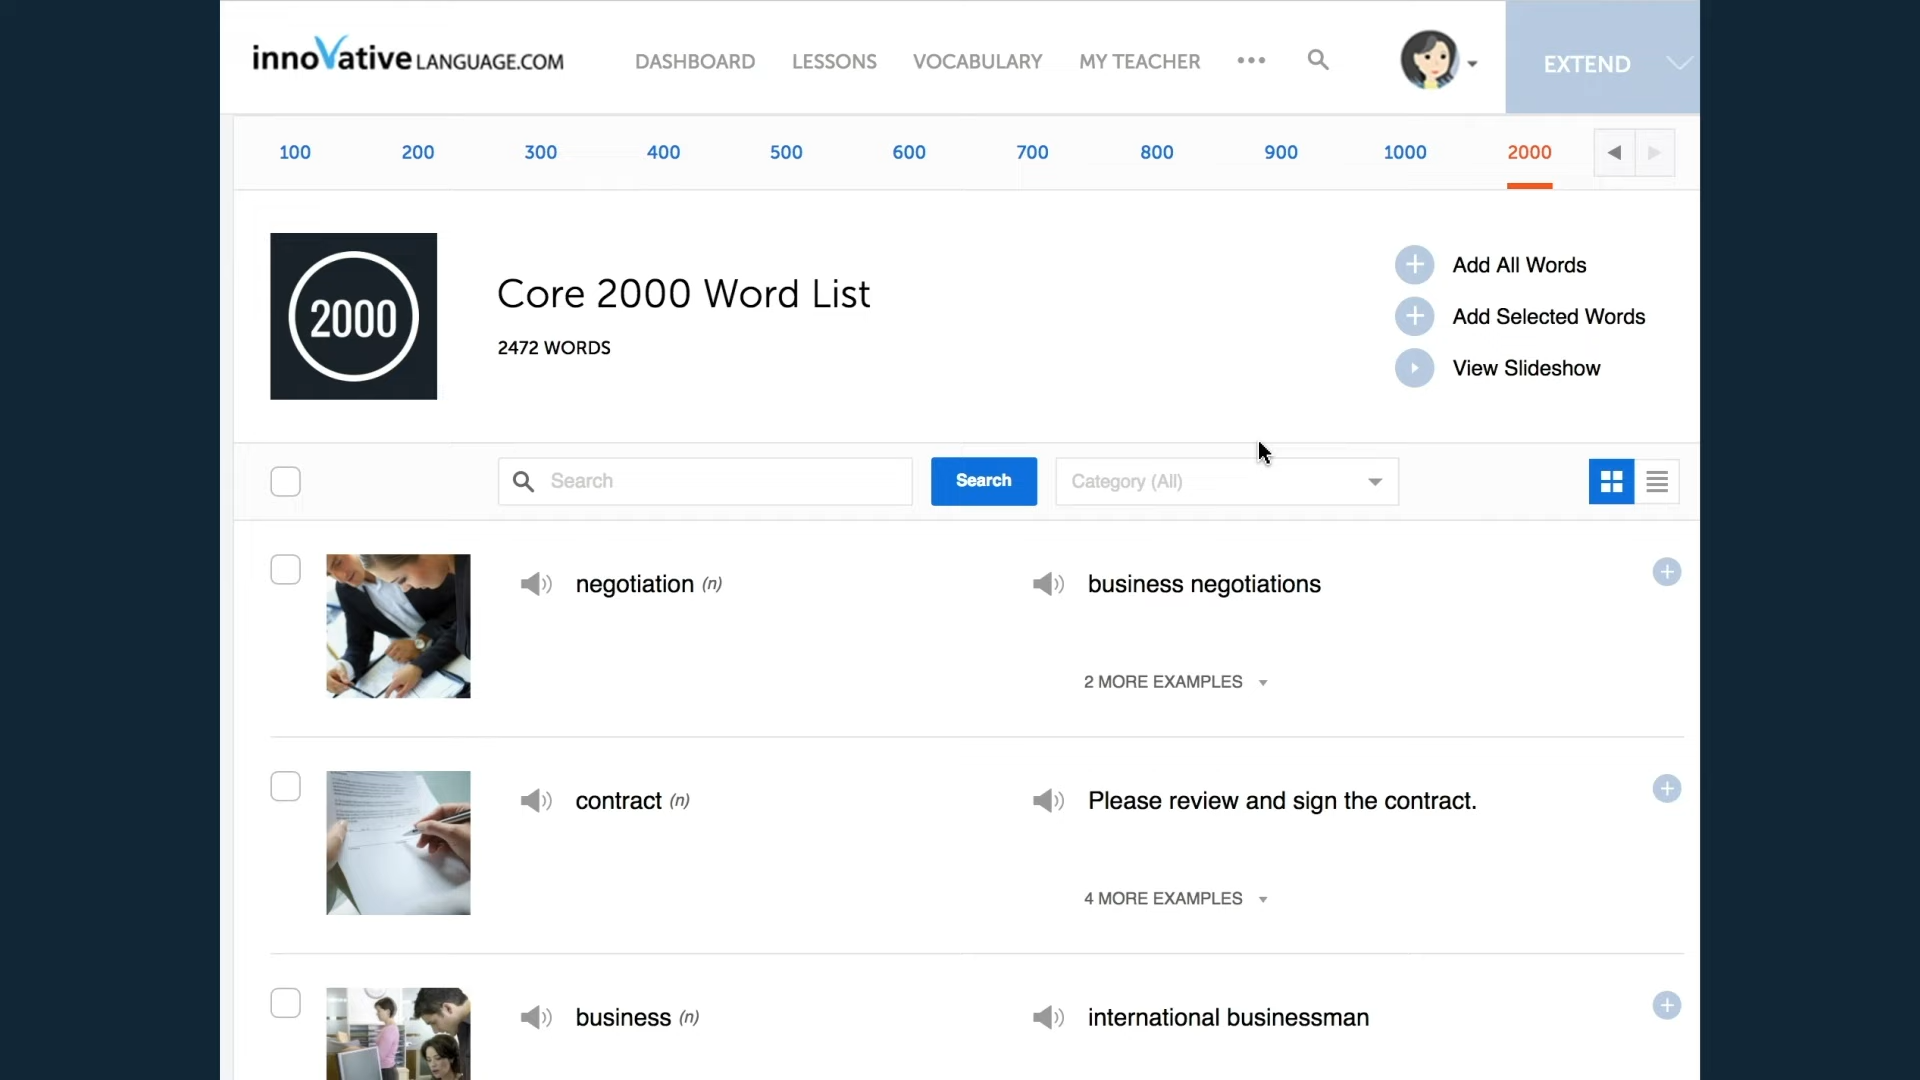 innoVative LANGUAGE.COM
DASHBOARD LESSONS VOCABULARY MY TEACHER ••• EXTEND
100 200 300 400 500 600 700 800 900 1000 2000
2000
Core 2000 Word List
2472 WORDS
Add All Words
Add Selected Words
View Slideshow
Search Search Category (All)
negotiation (n) business negotiations
2 MORE EXAMPLES
contract (n) Please review and sign the contract.
4 MORE EXAMPLES
business (n) international businessman